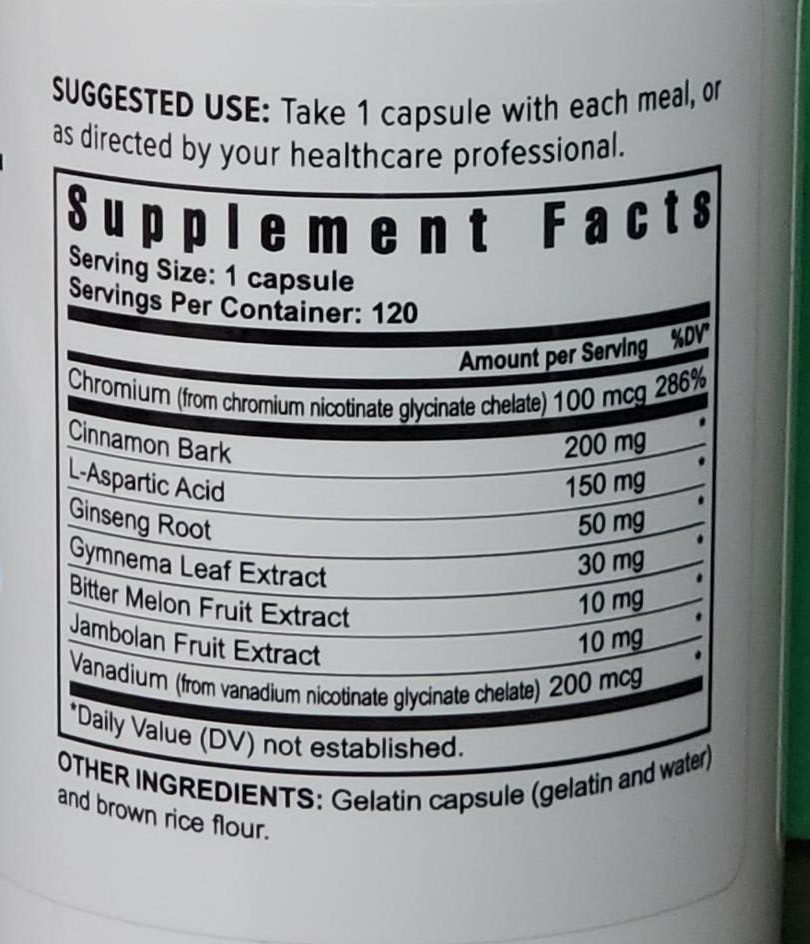 SUGGESTED USE: Take 1 capsule with each meal, or
as directed by your healthcare professional.
Supplement Facts
Serving Size: 1 capsule
Servings Per Container: 120
Amount per Serving %DV*
Chromium (from chromium nicotinate glycinate chelate) 100 mcg 286%
Cinnamon Bark 200 mg *
L-Aspartic Acid 150 mg *
Ginseng Root 50 mg *
Gymnema Leaf Extract 30 mg *
Bitter Melon Fruit Extract 10 mg *
Jambolan Fruit Extract 10 mg *
Vanadium (from vanadium nicotinate glycinate chelate) 200 mcg *
*Daily Value (DV) not established.
OTHER INGREDIENTS: Gelatin capsule (gelatin and water)
and brown rice flour.